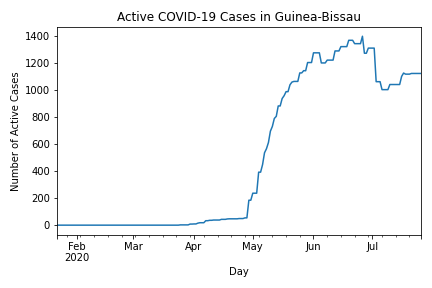 Active COVID-19 Cases in Guinea-Bissau
Number of Active Cases
1400
1200
1000
800
600
400
200
0
Feb
2020
Mar
Apr
May
Jun
Jul
Day